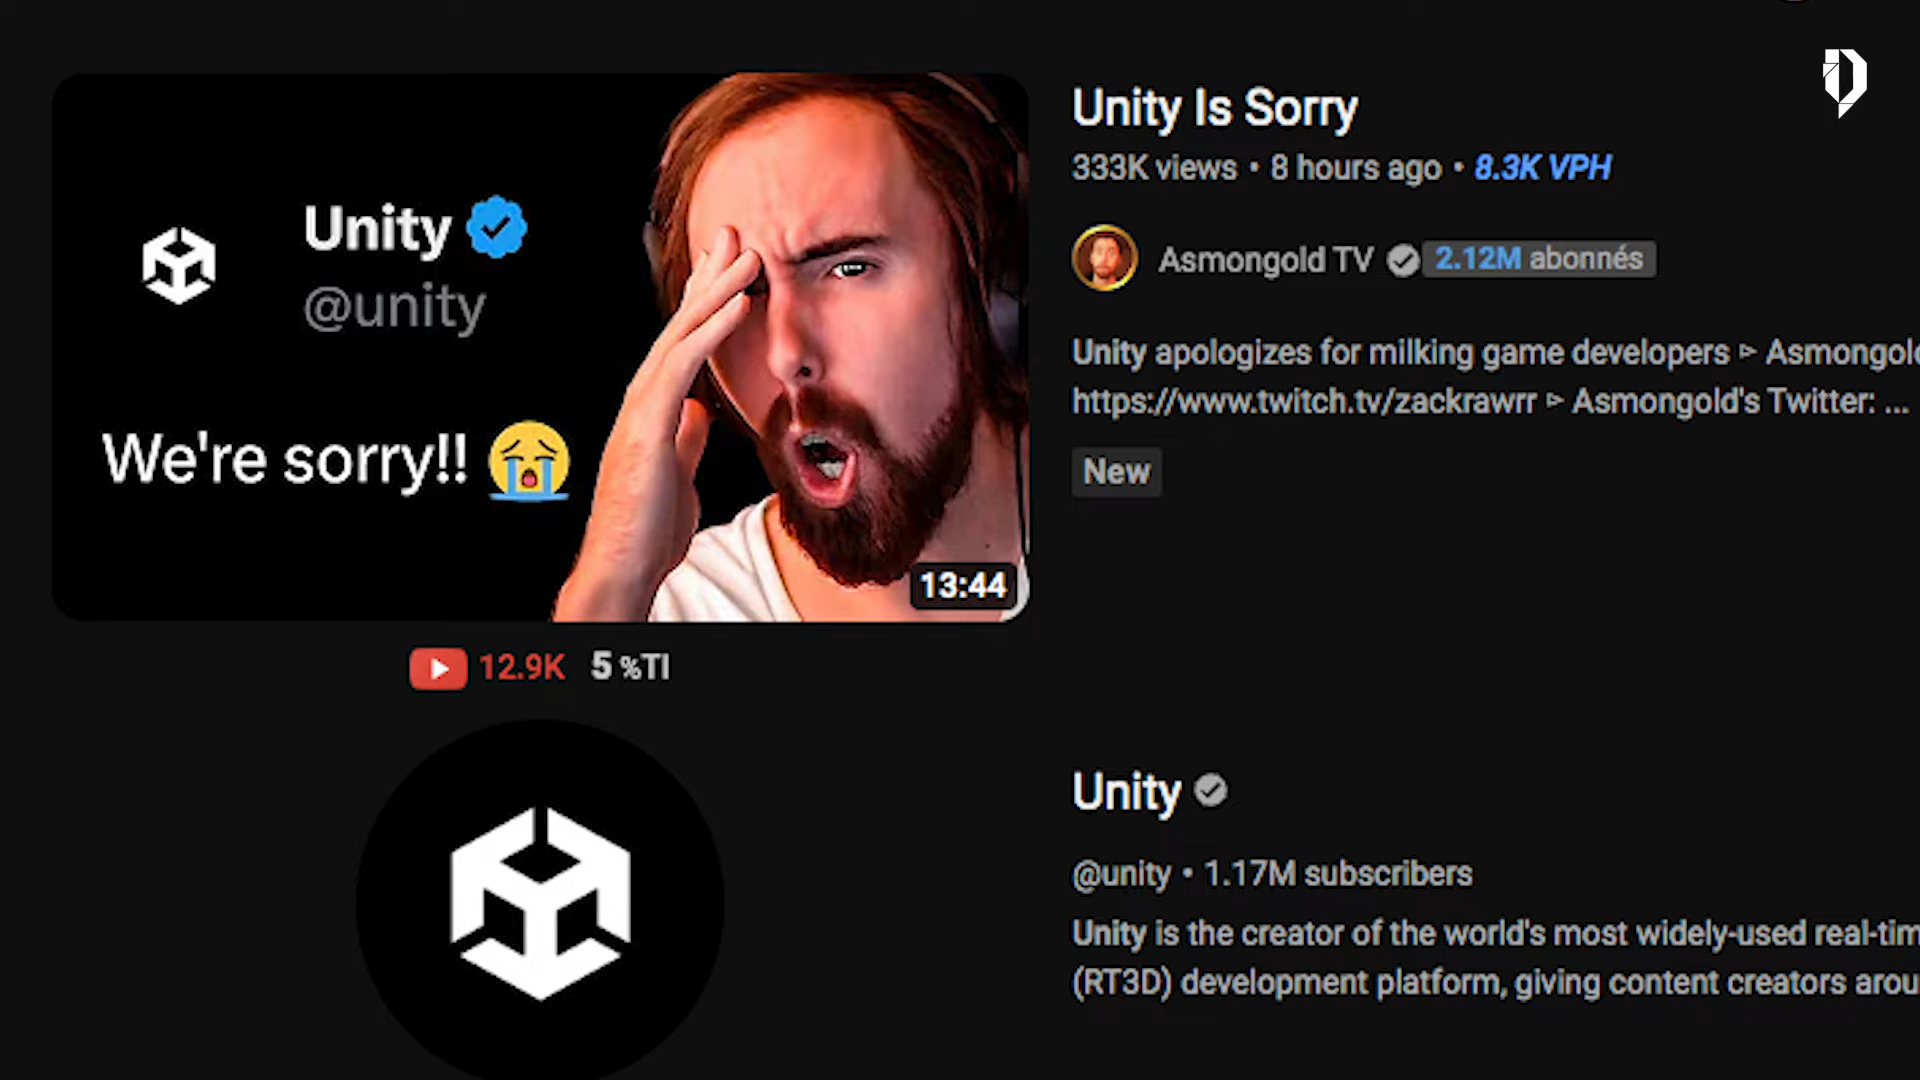 Unity
@unity
We're sorry!!
13:44
12.9K 5 %TI
Unity Is Sorry
333K views • 8 hours ago • 8.3K VPH
Asmongold TV 2.12M abonnés
Unity apologizes for milking game developers ▹ Asmongold
https://www.twitch.tv/zackrawrr ▹ Asmongold's Twitter: ...
New
Unity
@unity • 1.17M subscribers
Unity is the creator of the world's most widely-used real-tim
(RT3D) development platform, giving content creators arou